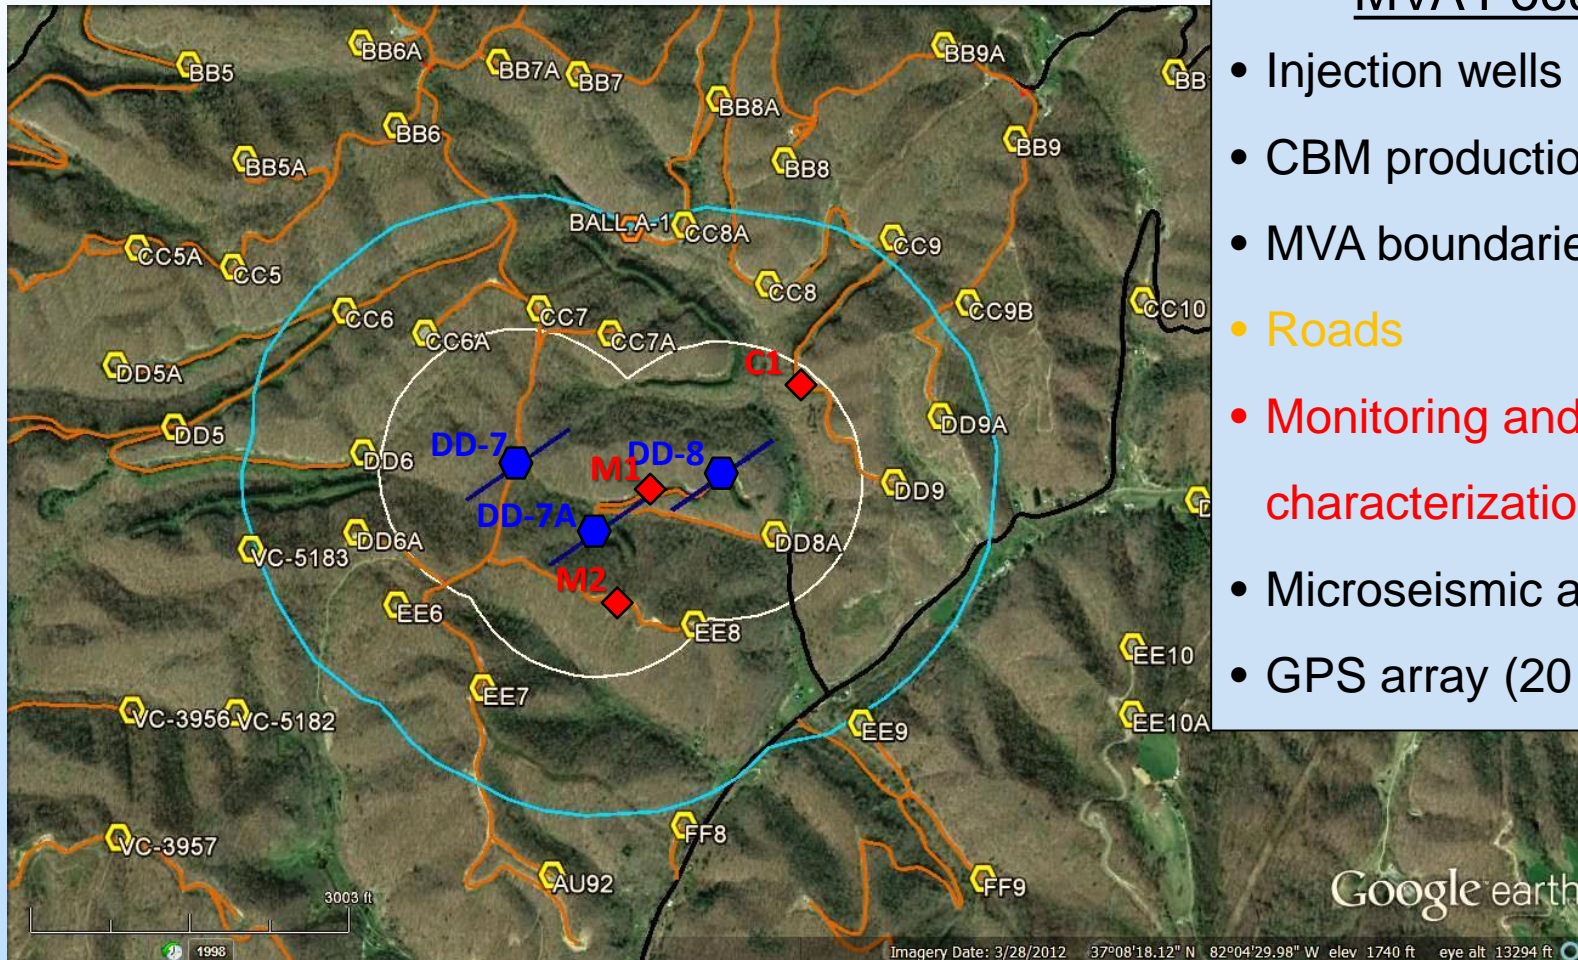 Injection wells
CBM
MVA
Roads
Monitoring and
Microseismic
GPS array (20
BB5
BB6A
BB7A
BB7
BB9A
BB8A
BB6
BB5A
BB8
BB9
CC5A
CC5
BALL A-1
CC8A
CC9
CC8
CC9B
CC10
CC6
CC6A
CC7
CC7A
C1
DD5A
DD5
DD6
DD-7
M1
DD-8
DD9A
DD9
DD-7A
DD8A
DD6A
VC-5183
M2
EE6
EE8
EE10
EE7
VC-3956
VC-5182
EE9
EE10A
VC-3957
FF8
AU92
FF9
3003 ft
1998
Google earth
Imagery Date: 3/28/2012 37°08'18.12" N 82°04'29.98" W elev 1740 ft eye alt 13294 ft